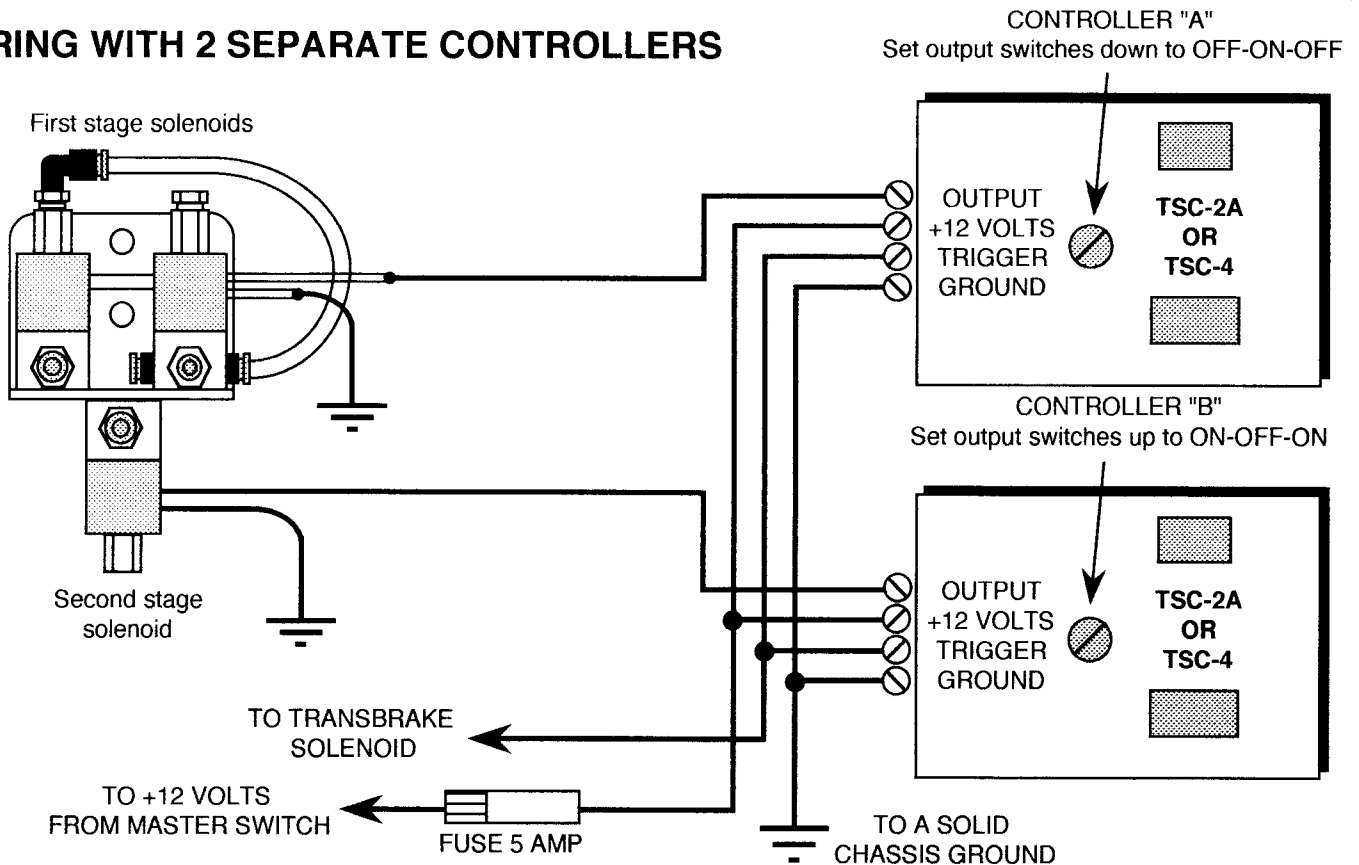 RING WITH 2 SEPARATE CONTROLLERS
CONTROLLER "A"
Set output switches down to OFF-ON-OFF
First stage solenoids
OUTPUT
+12 VOLTS
TRIGGER
GROUND
TSC-2A
OR
TSC-4
CONTROLLER "B"
Set output switches up to ON-OFF-ON
Second stage
solenoid
OUTPUT
+12 VOLTS
TRIGGER
GROUND
TSC-2A
OR
TSC-4
TO TRANSBRAKE
SOLENOID
TO +12 VOLTS
FROM MASTER SWITCH
FUSE 5 AMP
TO A SOLID
CHASSIS GROUND